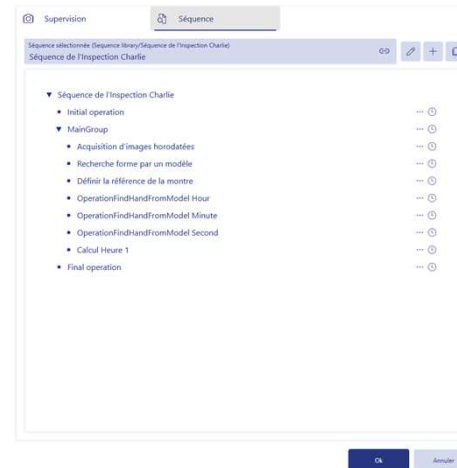 Supervision
Séquence
Séquence sélectionnée (Sequence library/Séquence de l'Inspection Charlie)
Séquence de l'Inspection Charlie
Séquence de l'Inspection Charlie
Initial operation
MainGroup
Acquisition d'images horodatées
Recherche forme par un modèle
Définir la référence de la montre
OperationFindHandFromModel Hour
OperationFindHandFromModel Minute
OperationFindHandFromModel Second
Calcul Heure 1
Final operation
Ok
Annuler